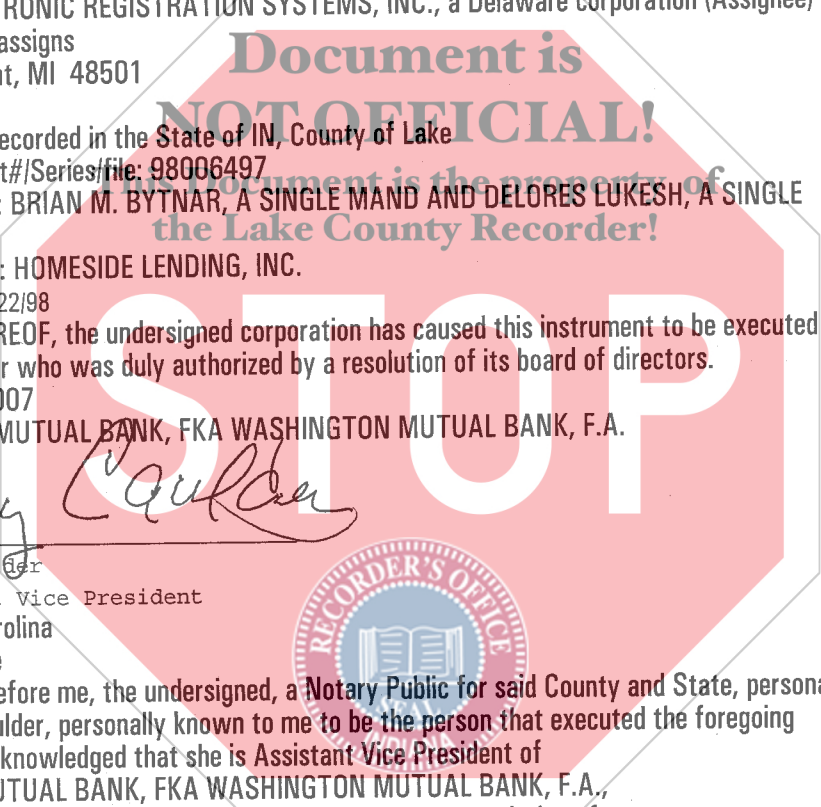 RONIC REGISTRATION SYSTEMS, INC., a Delaware corporation (Assignee)
assigns
nt, MI 48501
Document is
NOT OFFICIAL!
ecorded in the State of IN, County of Lake
t#/Series/file: 98006497
This Document is the property of
: BRIAN M. BYTNAR, A SINGLE MAND AND DELORES LUKESH, A SINGLE
the Lake County Recorder!
: HOMESIDE LENDING, INC.
22/98
REOF, the undersigned corporation has caused this instrument to be executed
r who was duly authorized by a resolution of its board of directors.
007
MUTUAL BANK, FKA WASHINGTON MUTUAL BANK, F.A.
STOP
y Caulder
der
Vice President
rolina
e
RECORDER'S OFFICE
SEAL
INDIANA
efore me, the undersigned, a Notary Public for said County and State, persona
ulder, personally known to me to be the person that executed the foregoing
cknowledged that she is Assistant Vice President of
UTUAL BANK, FKA WASHINGTON MUTUAL BANK, F.A.,